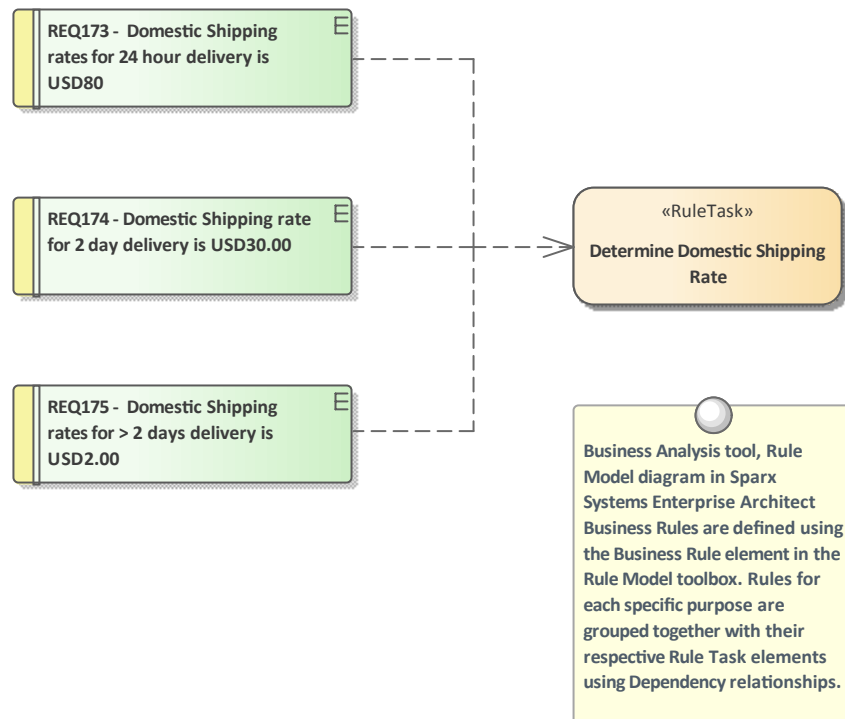 REQ173 - Domestic Shipping
rates for 24 hour delivery is
USD80
E
REQ174 - Domestic Shipping rate
for 2 day delivery is USD30.00
E
REQ175 - Domestic Shipping
rates for > 2 days delivery is
USD2.00
E
«RuleTask»
Determine Domestic Shipping
Rate
Business Analysis tool, Rule
Model diagram in Sparx
Systems Enterprise Architect
Business Rules are defined using
the Business Rule element in the
Rule Model toolbox. Rules for
each specific purpose are
grouped together with their
respective Rule Task elements
using Dependency relationships.